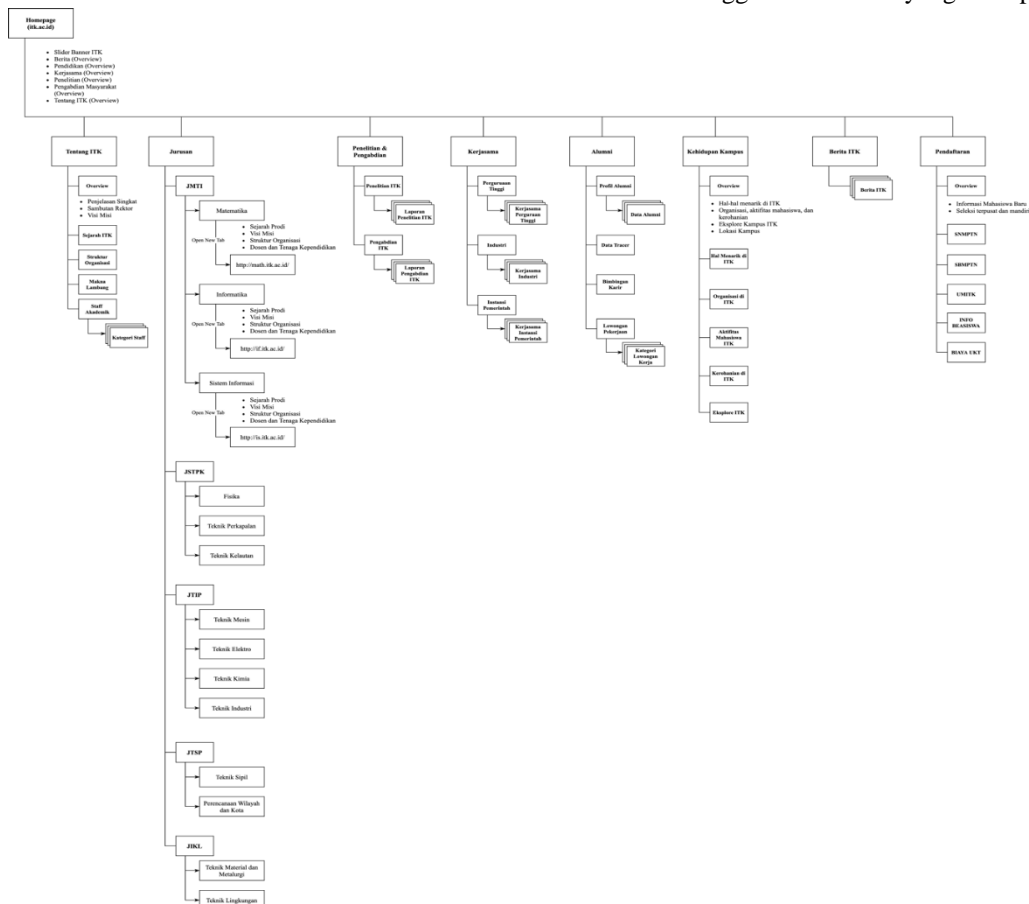 Homepage
(itk.ac.id)
• Slider Banner ITK
• Berita (Overview)
• Pendidikan (Overview)
• Kerjasama (Overview)
• Penelitian (Overview)
• Pengabdian Masyarakat
(Overview)
• Tentang ITK (Overview)
Tentang ITK
Overview
• Penjelasan Singkat
• Sambutan Rektor
• Visi Misi
Sejarah ITK
Struktur
Organisasi
Makna
Lambang
Staff
Akademik
Kategori Staff
Jurusan
JMTI
Matematika
• Sejarah Prodi
• Visi Misi
• Struktur Organisasi
• Dosen dan Tenaga Kependidikan
Open New Tab
http://math.itk.ac.id/
Informatika
• Sejarah Prodi
• Visi Misi
• Struktur Organisasi
• Dosen dan Tenaga Kependidikan
Open New Tab
http://if.itk.ac.id/
Sistem Informasi
• Sejarah Prodi
• Visi Misi
• Struktur Organisasi
• Dosen dan Tenaga Kependidikan
Open New Tab
http://is.itk.ac.id/
JSTPK
Fisika
Teknik Perkapalan
Teknik Kelautan
JTIP
Teknik Mesin
Teknik Elektro
Teknik Kimia
Teknik Industri
JTSP
Teknik Sipil
Perencanaan Wilayah
dan Kota
JIKL
Teknik Material dan
Metalurgi
Teknik Lingkungan
Penelitian &
Pengabdian
Penelitian ITK
Laporan
Penelitian ITK
Pengabdian
ITK
Laporan
Pengabdian
ITK
Kerjasama
Perguruan
Tinggi
Kerjasama
Perguruan
Tinggi
Industri
Kerjasama
Industri
Instansi
Pemerintah
Kerjasama
Instansi
Pemerintah
Alumni
Profil Alumni
Data Alumni
Data Tracer
Bimbingan
Karir
Lowongan
Pekerjaan
Kategori
Lowongan
Kerja
Kehidupan Kampus
Overview
• Hal-hal menarik di ITK
• Organisasi, aktifitas mahasiswa, dan
kerohanian
• Eksplore Kampus ITK
• Lokasi Kampus
Hal Menarik di
ITK
Organisasi di
ITK
Aktifitas
Mahasiswa
ITK
Kerohanian di
ITK
Eksplore ITK
Berita ITK
Berita ITK
Pendaftaran
Overview
• Informasi Mahasiswa Baru
• Seleksi terpusat dan mandiri
SNMPTN
SBMPTN
UMITK
INFO
BEASISWA
BIAYA UKT